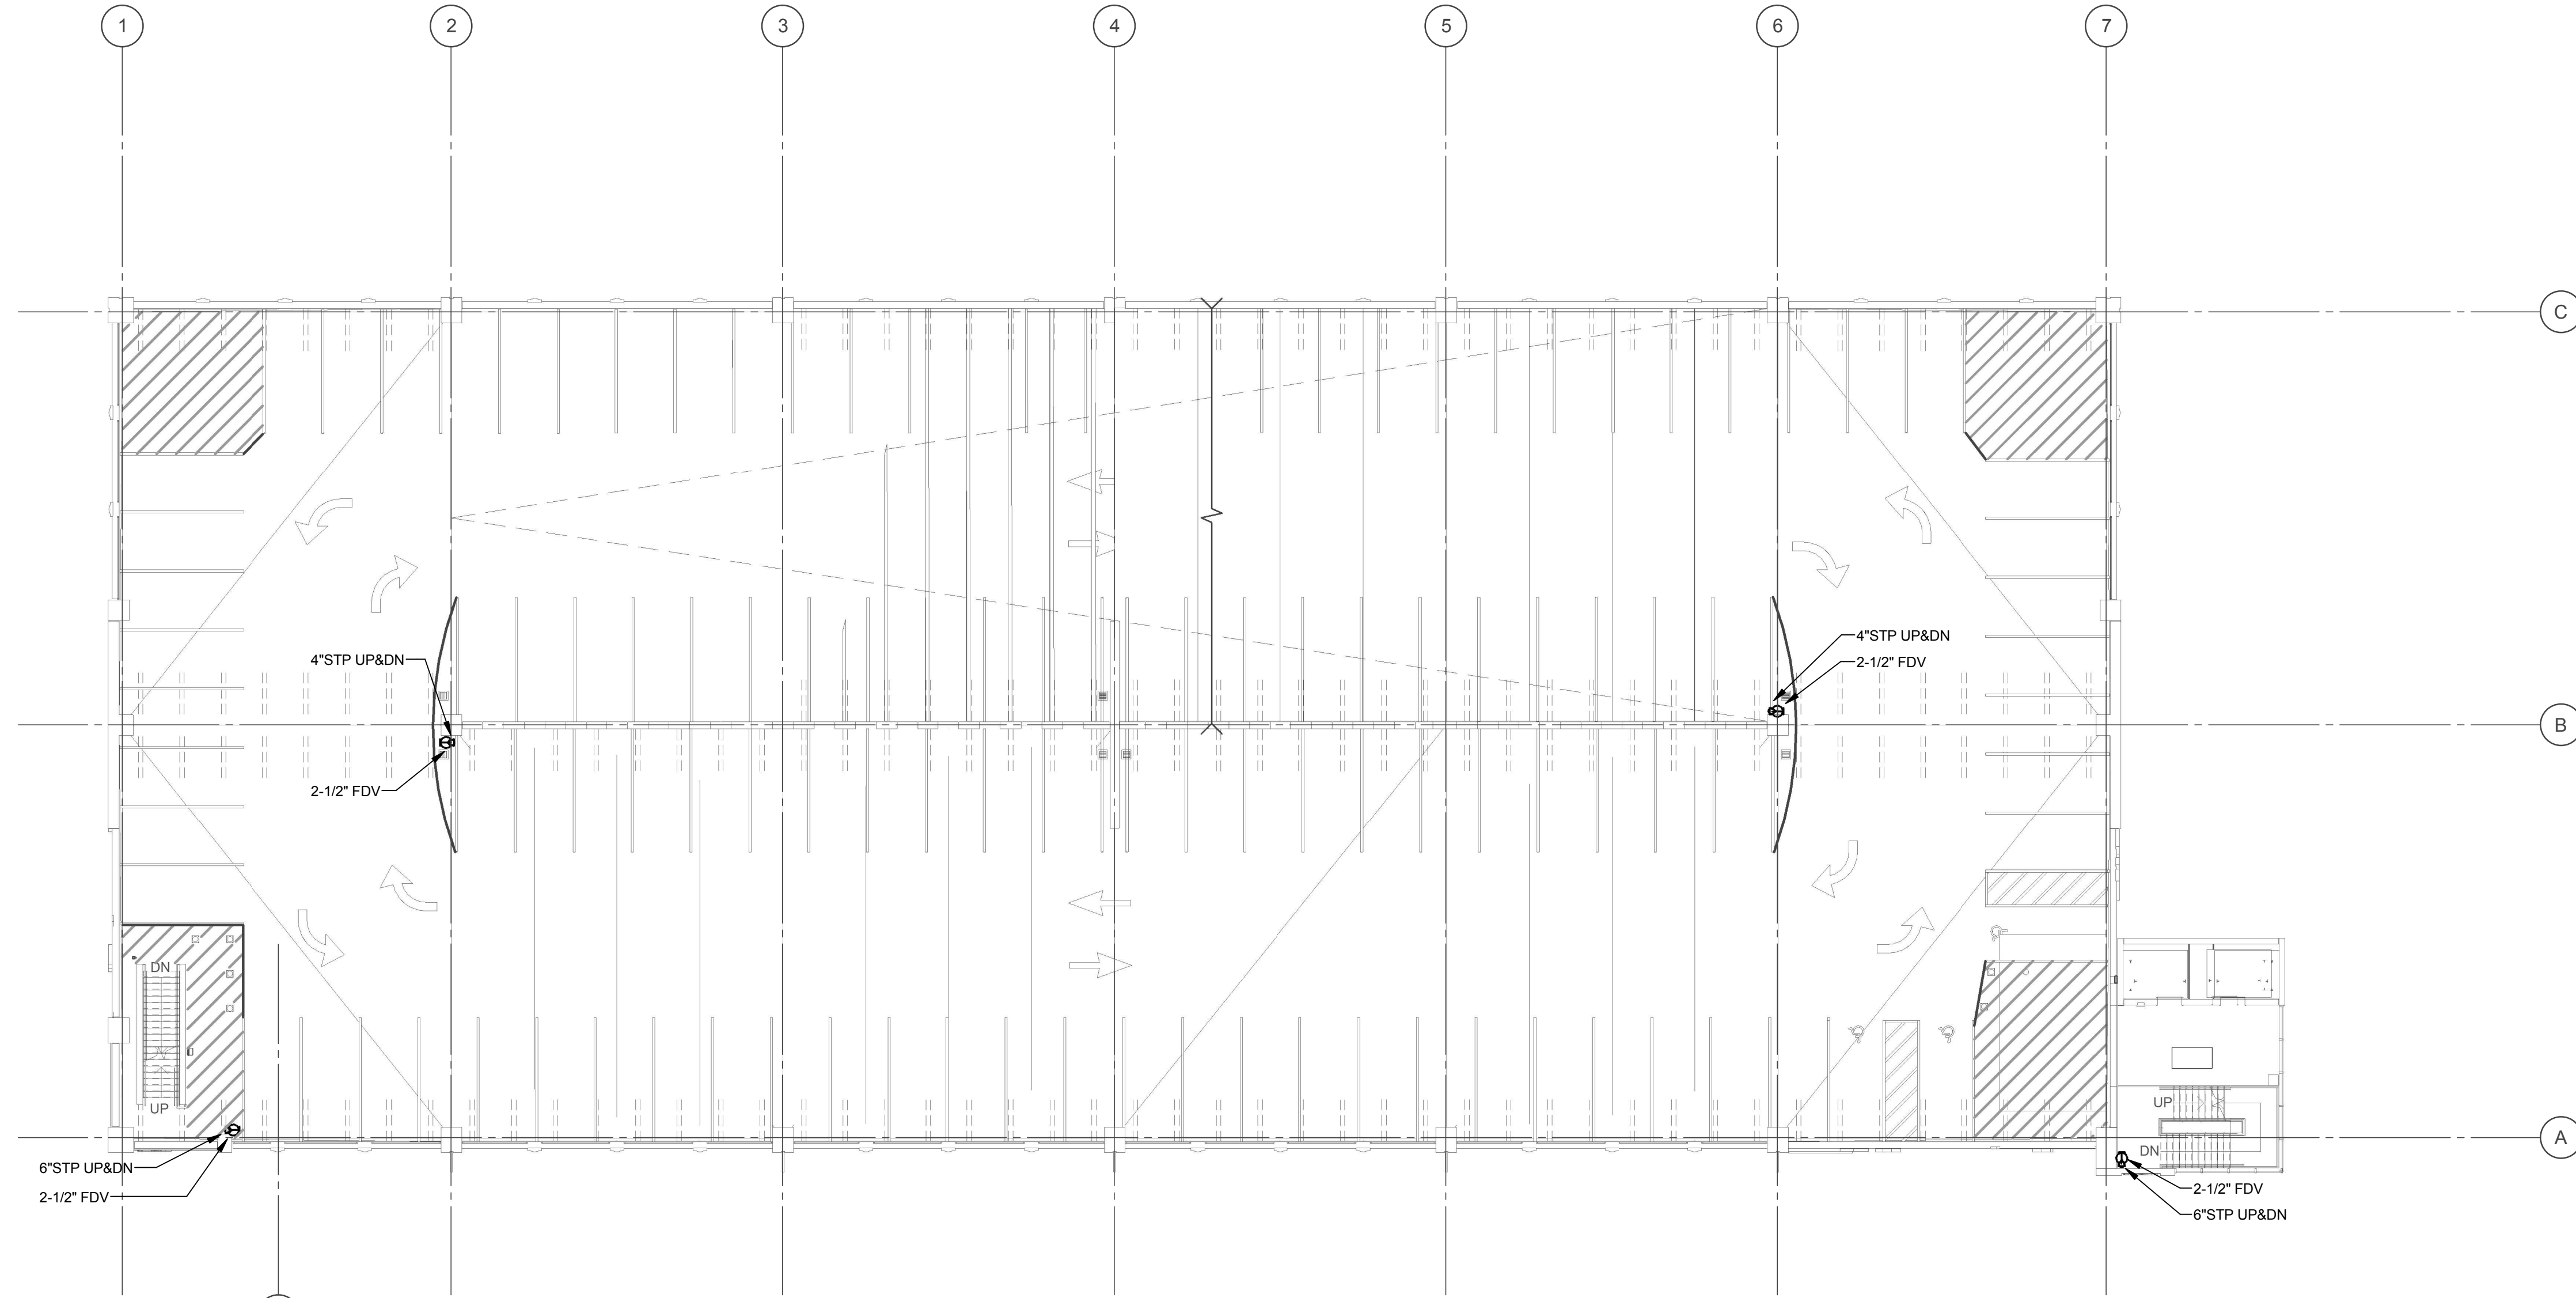 1
2
3
4
5
6
7
C
4"STP UP&DN
2-1/2" FDV
4"STP UP&DN
B
2-1/2" FDV
DN
UP
UP
A
DN
6"STP UP&DN
2-1/2" FDV
2-1/2" FDV
6"STP UP&DN